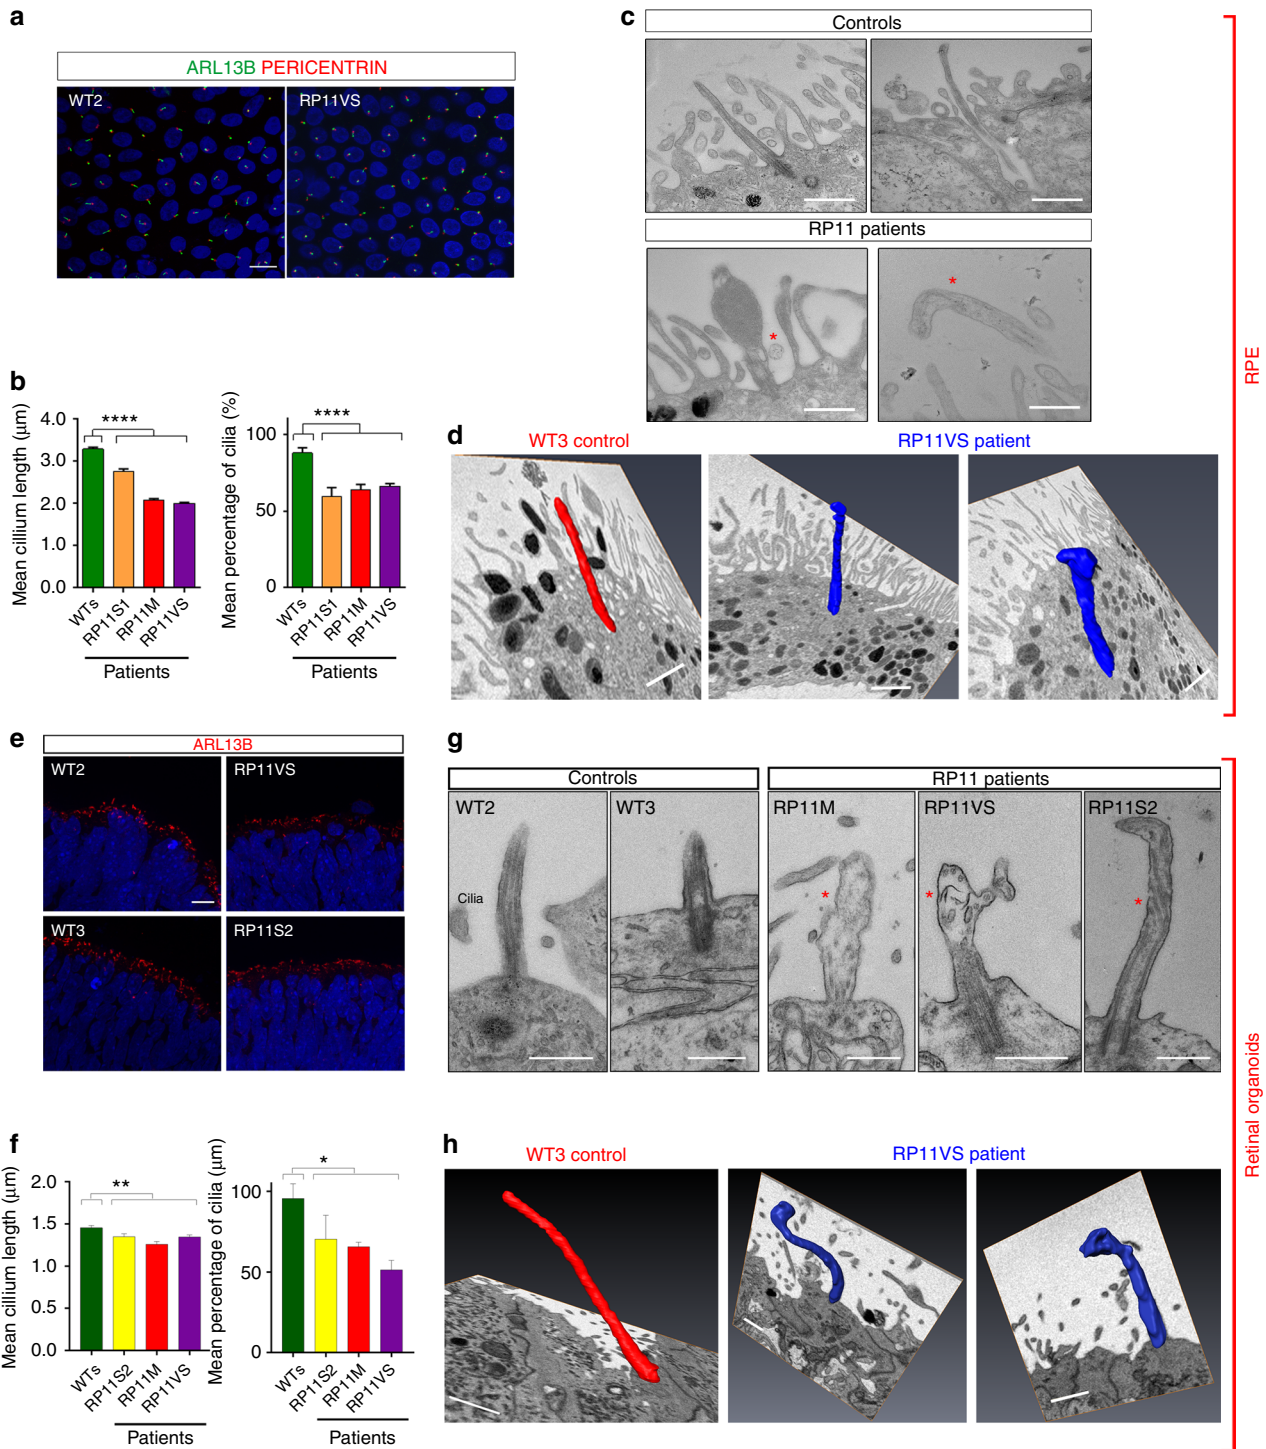 a
ARL13B PERICENTRIN
WT2
RP11VS
b
Mean cillium length (µm)
4.0
3.0
2.0
1.0
0.0
****
WTs
RP11S1
RP11M
RP11VS
Patients
Mean percentage of cilia (%)
100
50
0
****
WTs
RP11S1
RP11M
RP11VS
Patients
c
Controls
RP11 patients
*
*
d
WT3 control
RP11VS patient
RPE
e
ARL13B
WT2
RP11VS
WT3
RP11S2
f
Mean cillium length (µm)
2.0
1.5
1.0
0.5
0.0
**
WTs
RP11S2
RP11M
RP11VS
Patients
Mean percentage of cilia (µm)
100
50
0
*
WTs
RP11S2
RP11M
RP11VS
Patients
g
Controls
RP11 patients
WT2
WT3
RP11M
RP11VS
RP11S2
Cilia
*
*
*
h
WT3 control
RP11VS patient
Retinal organoids